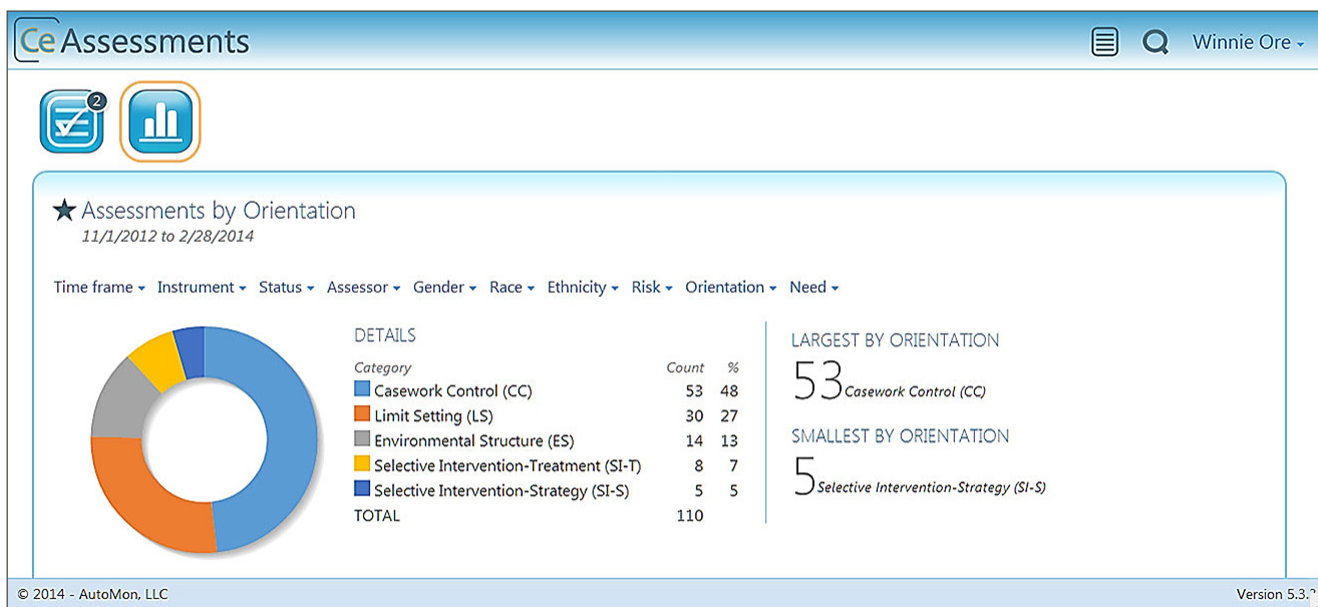 CeAssessments
Winnie Ore
2
Assessments by Orientation
11/1/2012 to 2/28/2014
Time frame Instrument Status Assessor Gender Race Ethnicity Risk Orientation Need
DETAILS
Category Count %
Casework Control (CC) 53 48
Limit Setting (LS) 30 27
Environmental Structure (ES) 14 13
Selective Intervention-Treatment (SI-T) 8 7
Selective Intervention-Strategy (SI-S) 5 5
TOTAL 110
LARGEST BY ORIENTATION
53 Casework Control (CC)
SMALLEST BY ORIENTATION
5 Selective Intervention-Strategy (SI-S)
© 2014 - AutoMon, LLC
Version 5.3.